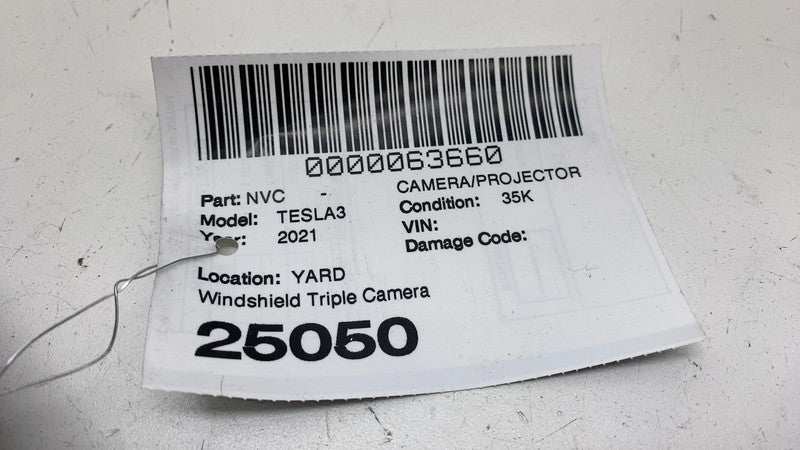 0000063660
Part: NVC - CAMERA/PROJECTOR
Model: TESLA3 Condition: 35K
Year: 2021 VIN:
Damage Code:
Location: YARD
Windshield Triple Camera
25050